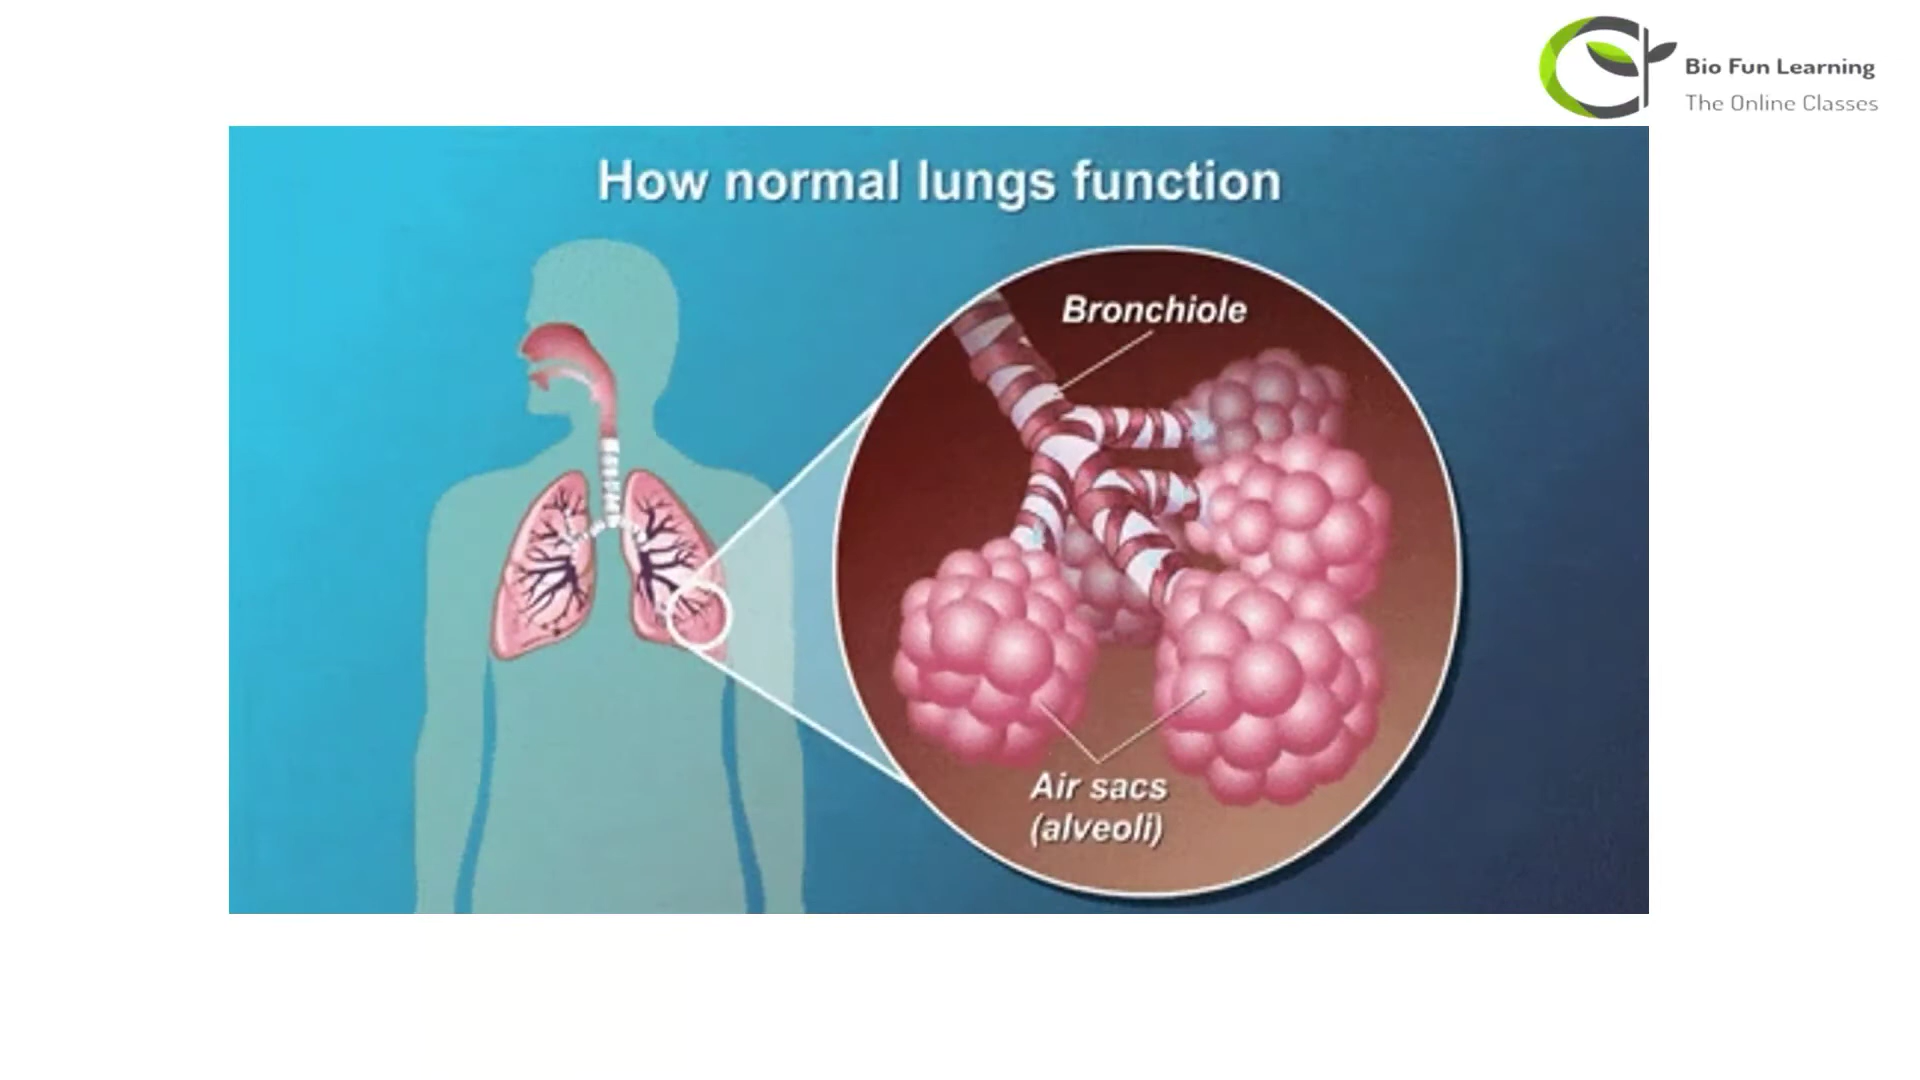 Bio Fun Learning
The Online Classes
How normal lungs function
Bronchiole
Air sacs
(alveoli)